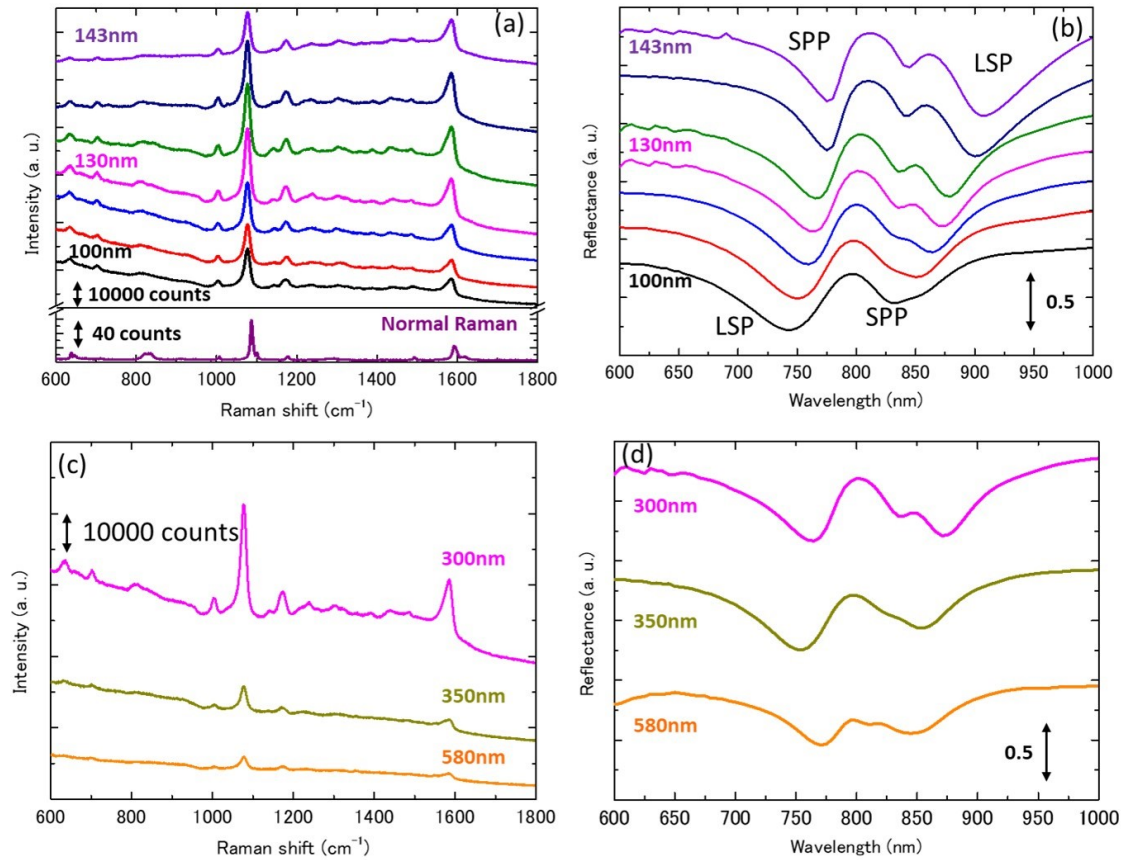 (a)
143nm
130nm
100nm
10000 counts
40 counts
Normal Raman
Intensity (a. u.)
600 800 1000 1200 1400 1600 1800
Raman shift (cm⁻¹)
(b)
143nm
SPP
LSP
130nm
100nm
LSP
SPP
0.5
Reflectance (a. u.)
600 650 700 750 800 850 900 950 1000
Wavelength (nm)
(c)
10000 counts
300nm
350nm
580nm
Intensity (a. u.)
600 800 1000 1200 1400 1600 1800
Raman shift (cm⁻¹)
(d)
300nm
350nm
580nm
0.5
Reflectance (a. u.)
600 650 700 750 800 850 900 950 1000
Wavelength (nm)